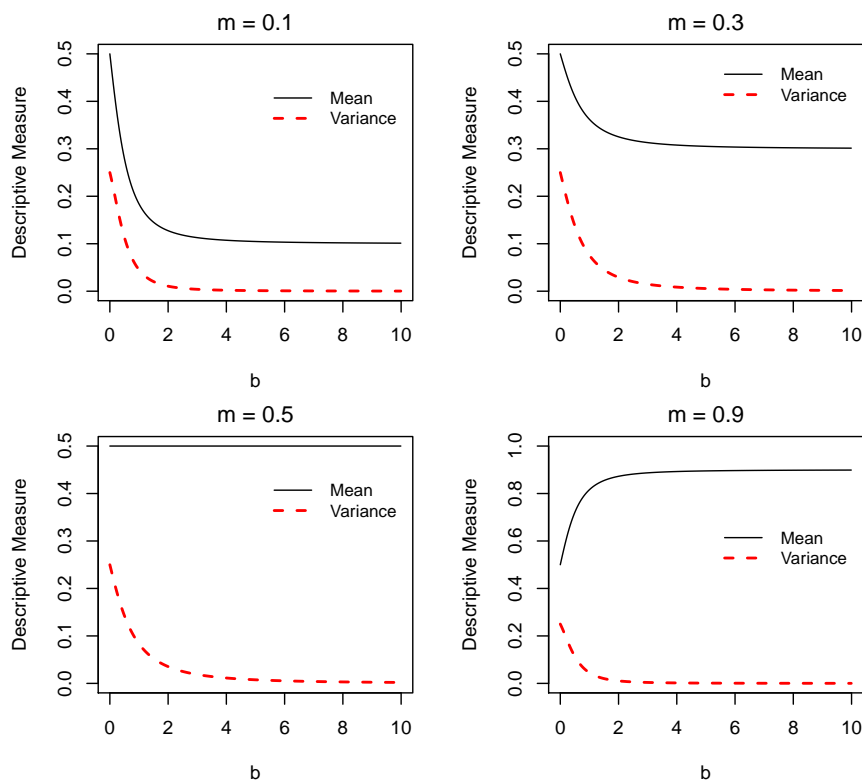 m = 0.1
Descriptive Measure
0.5
0.4
0.3
0.2
0.1
0.0
Mean
Variance
0 2 4 6 8 10
b
m = 0.3
Descriptive Measure
0.5
0.4
0.3
0.2
0.1
0.0
Mean
Variance
0 2 4 6 8 10
b
m = 0.5
Descriptive Measure
0.5
0.4
0.3
0.2
0.1
0.0
Mean
Variance
0 2 4 6 8 10
b
m = 0.9
Descriptive Measure
1.0
0.8
0.6
0.4
0.2
0.0
Mean
Variance
0 2 4 6 8 10
b